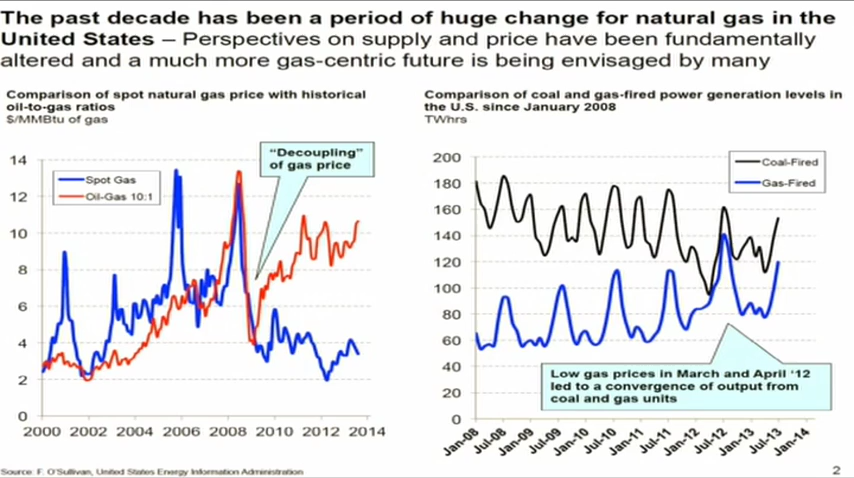 The past decade has been a period of huge change for natural gas in the
United States – Perspectives on supply and price have been fundamentally
altered and a much more gas-centric future is being envisaged by many
Comparison of spot natural gas price with historical
oil-to-gas ratios
$/MMBtu of gas
"Decoupling"
of gas price
14
12
10
8
6
4
2
0
Spot Gas
Oil-Gas 10:1
2000 2002 2004 2006 2008 2010 2012 2014
Comparison of coal and gas-fired power generation levels in
the U.S. since January 2008
TWhrs
200
180
160
140
120
100
80
60
40
20
0
Coal-Fired
Gas-Fired
Low gas prices in March and April '12
led to a convergence of output from
coal and gas units
Jan-08 Jul-08 Jan-09 Jul-09 Jan-10 Jul-10 Jan-11 Jul-11 Jan-12 Jul-12 Jan-13 Jul-13 Jan-14
Source: F. O'Sullivan, United States Energy Information Administration
2